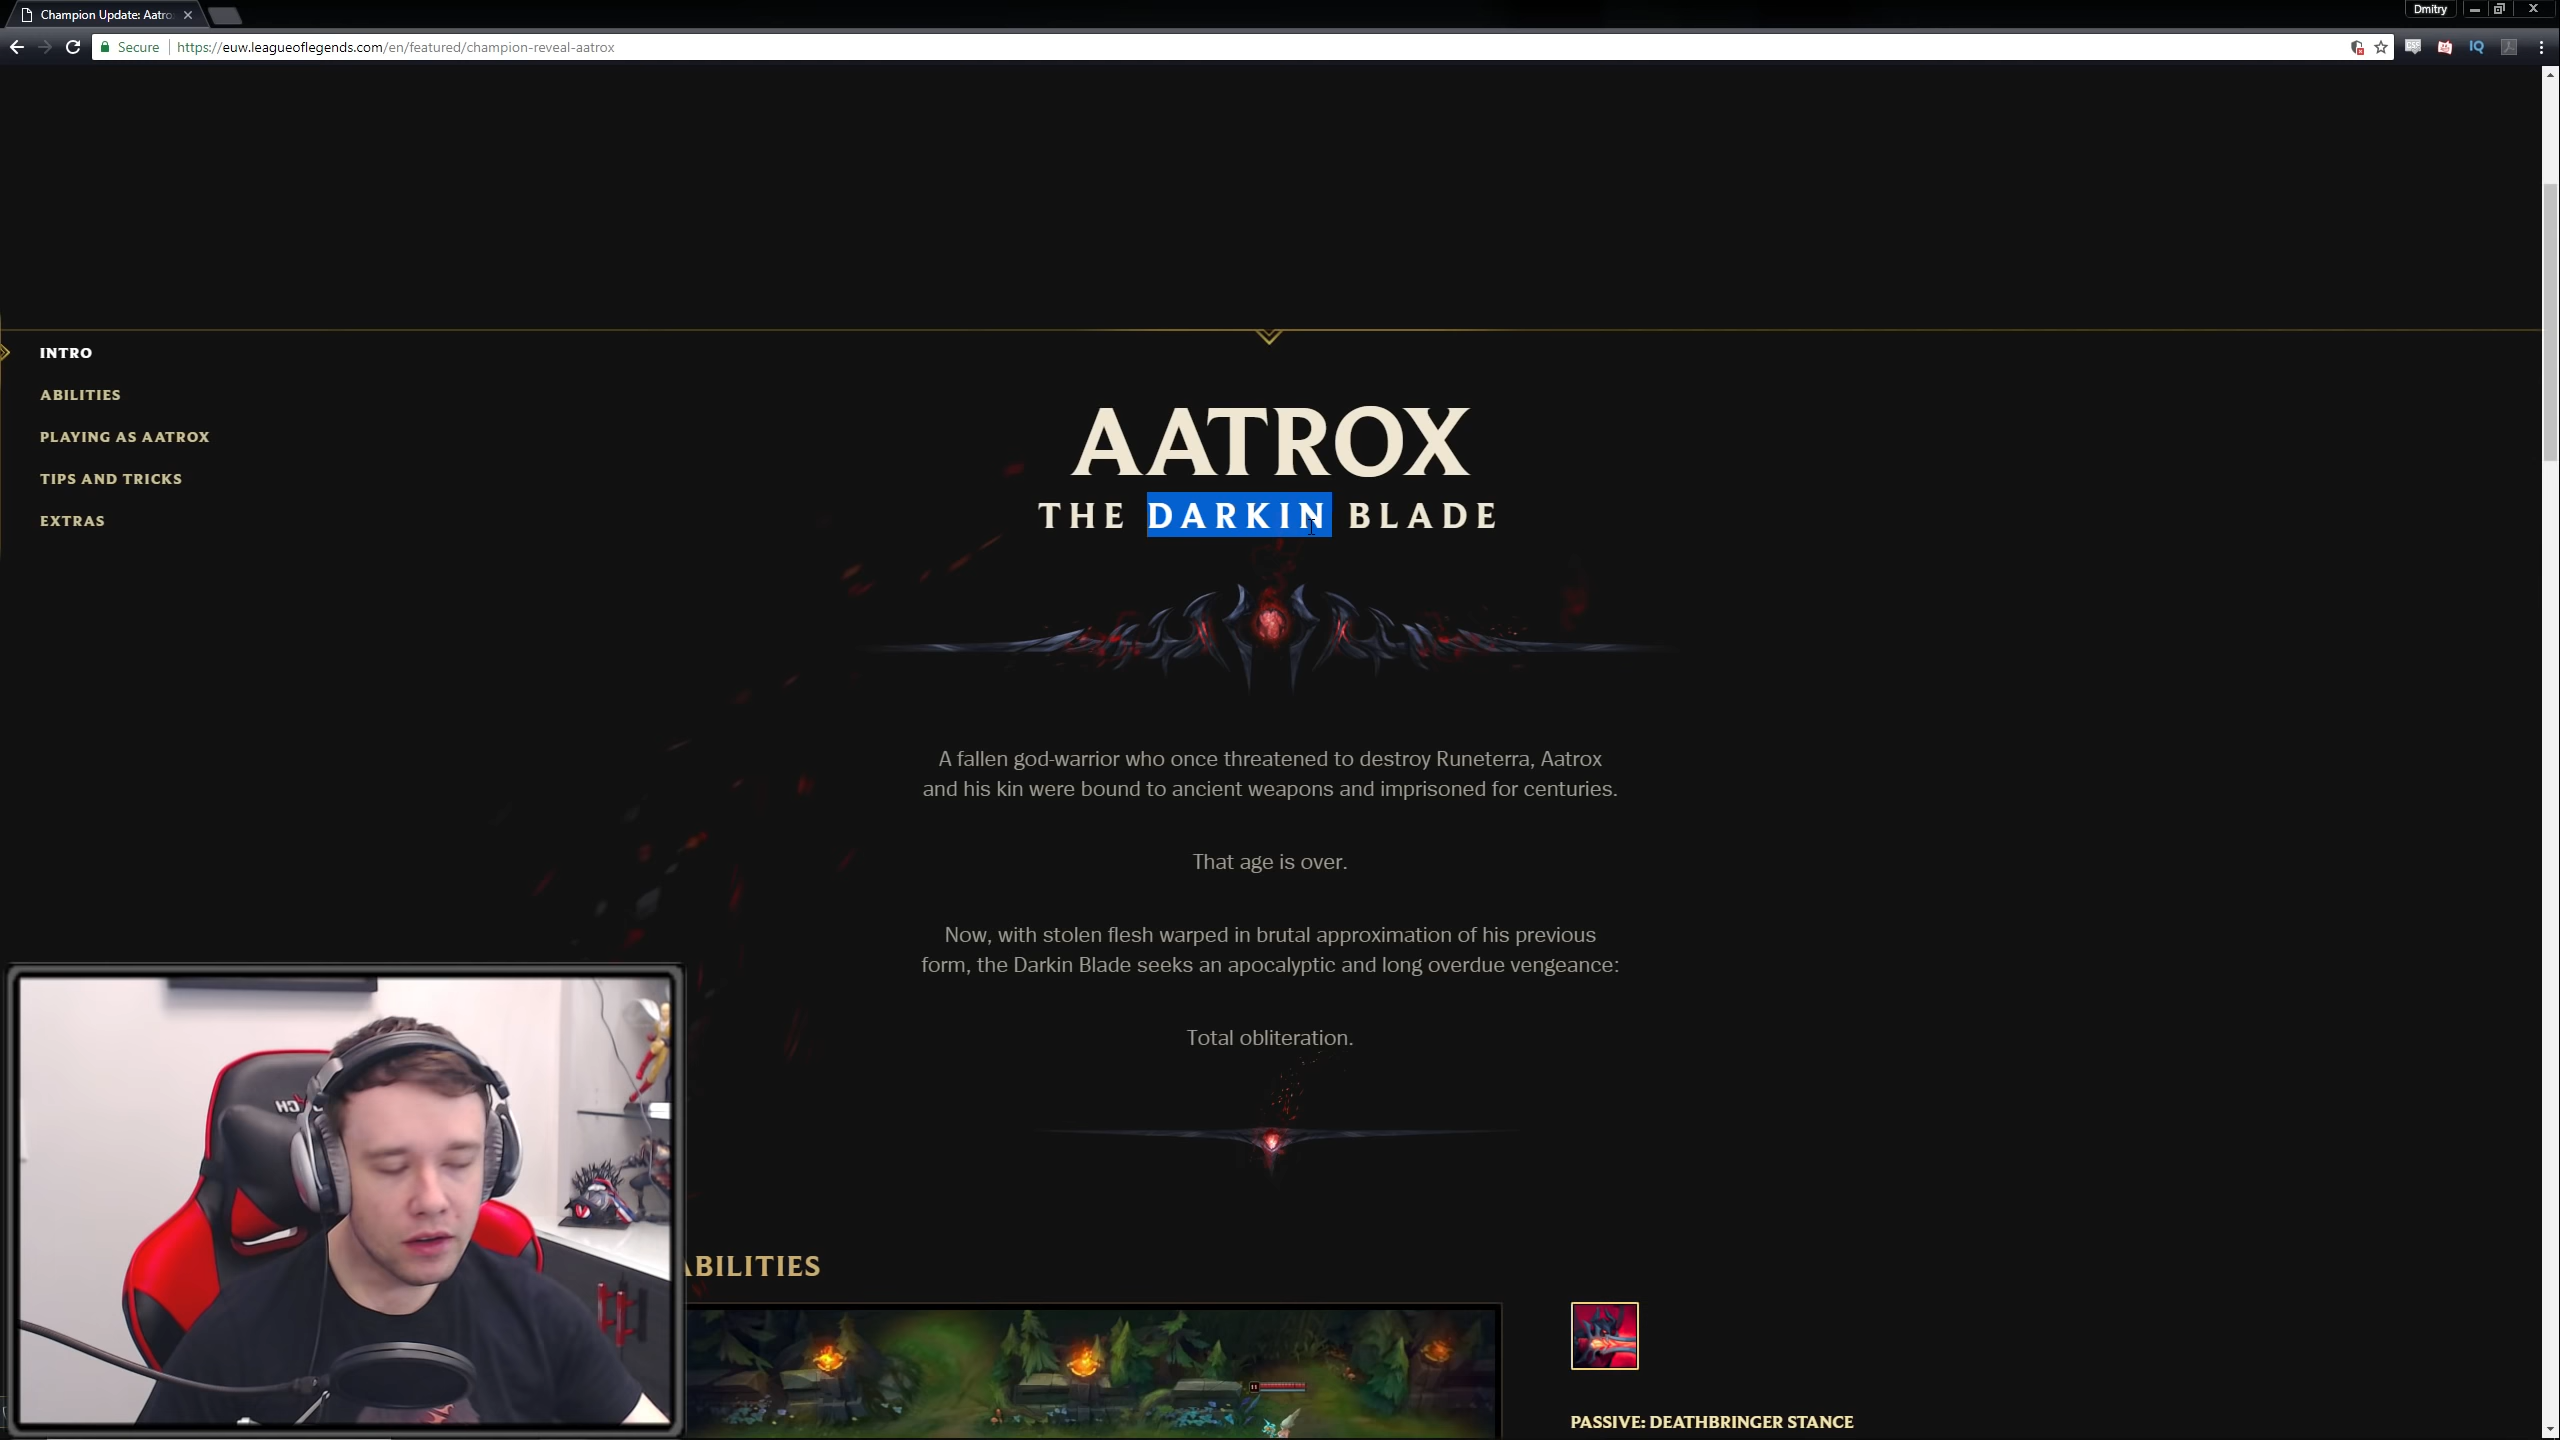 Champion Update: Aatro
Dmitry
Secure
https://euw.leagueoflegends.com/en/featured/champion-reveal-aatrox
IQ
INTRO
ABILITIES
PLAYING AS AATROX
TIPS AND TRICKS
EXTRAS
AATROX
THE DARKIN BLADE
A fallen god-warrior who once threatened to destroy Runeterra, Aatrox
and his kin were bound to ancient weapons and imprisoned for centuries.
That age is over.
Now, with stolen flesh warped in brutal approximation of his previous
form, the Darkin Blade seeks an apocalyptic and long overdue vengeance:
Total obliteration.
ABILITIES
11
PASSIVE: DEATHBRINGER STANCE